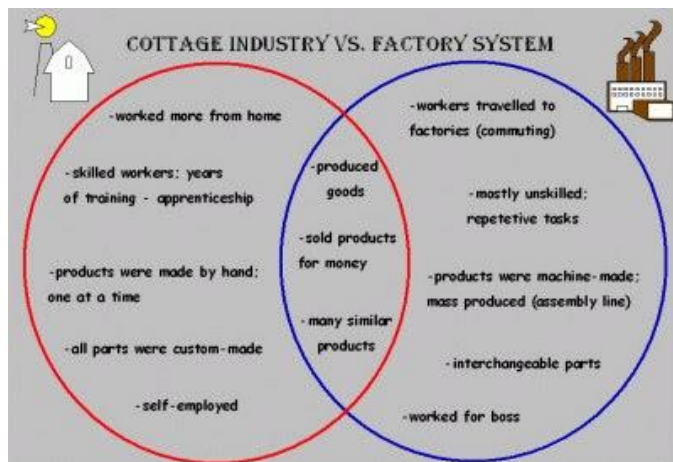 COTTAGE INDUSTRY VS. FACTORY SYSTEM
-worked more from home
-skilled workers; years
of training - apprenticeship
-products were made by hand;
one at a time
-all parts were custom-made
-self-employed
-produced
goods
-sold products
for money
-many similar
products
-workers travelled to
factories (commuting)
-mostly unskilled;
repetetive tasks
-products were machine-made;
mass produced (assembly line)
-interchangeable parts
-worked for boss